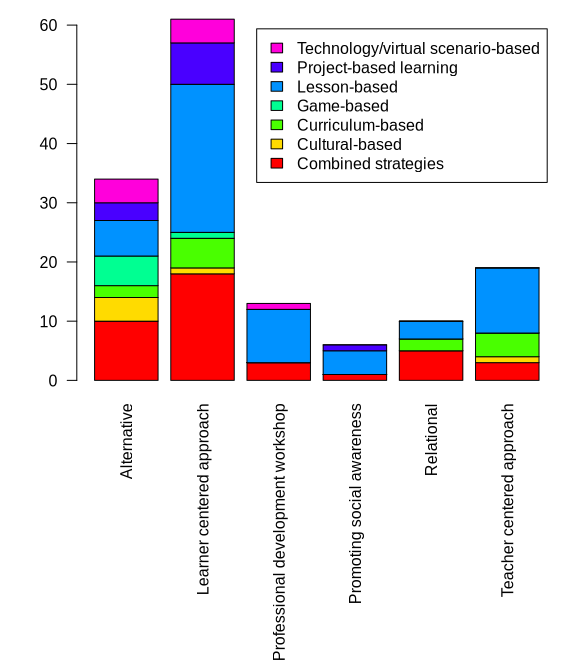 60
50
40
30
20
10
0
Technology/virtual scenario-based
Project-based learning
Lesson-based
Game-based
Curriculum-based
Cultural-based
Combined strategies
Alternative
Learner centered approach
Professional development workshop
Promoting social awareness
Relational
Teacher centered approach